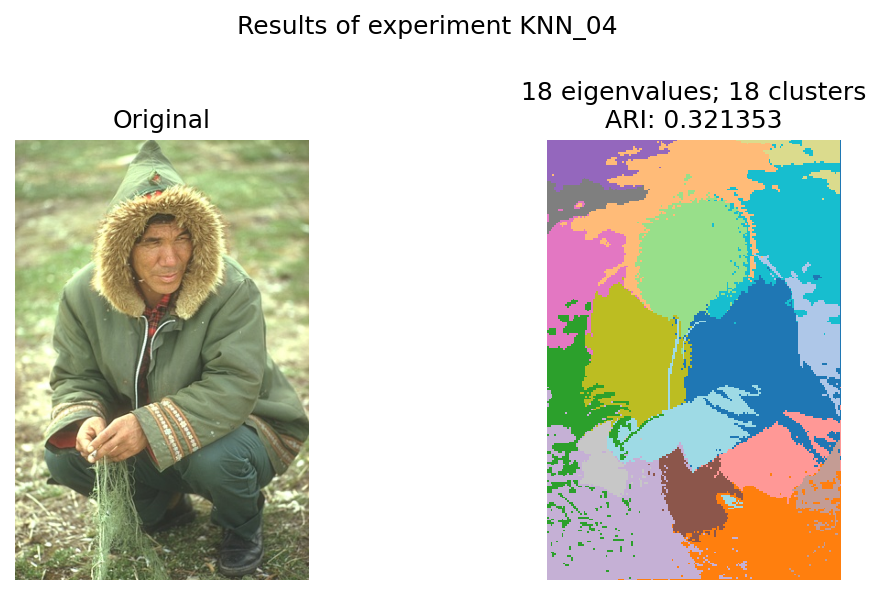 Results of experiment KNN_04
Original
18 eigenvalues; 18 clusters
ARI: 0.321353